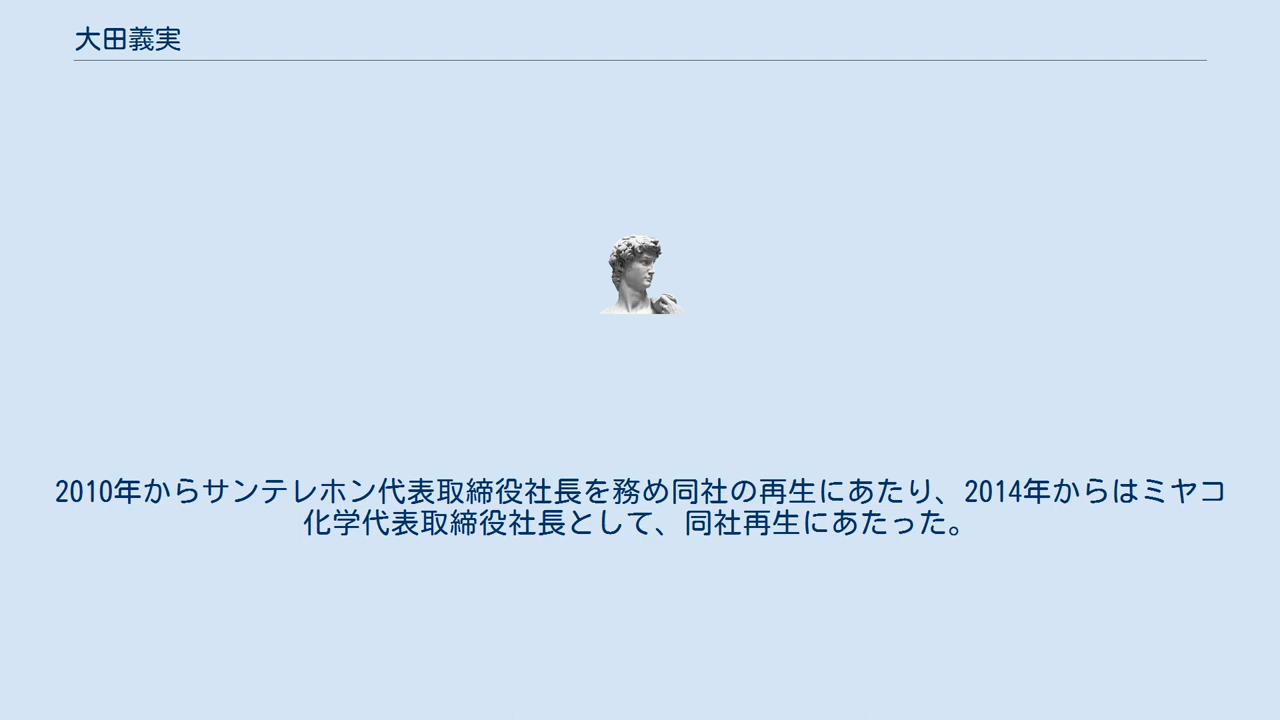 大田義実
2010年からサンテレホン代表取締役社長を務め同社の再生にあたり、2014年からはミヤコ
化学代表取締役社長として、同社再生にあたった。